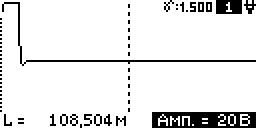 ɣ:1.500 1
L = 108,504 м
Амп. = 20В